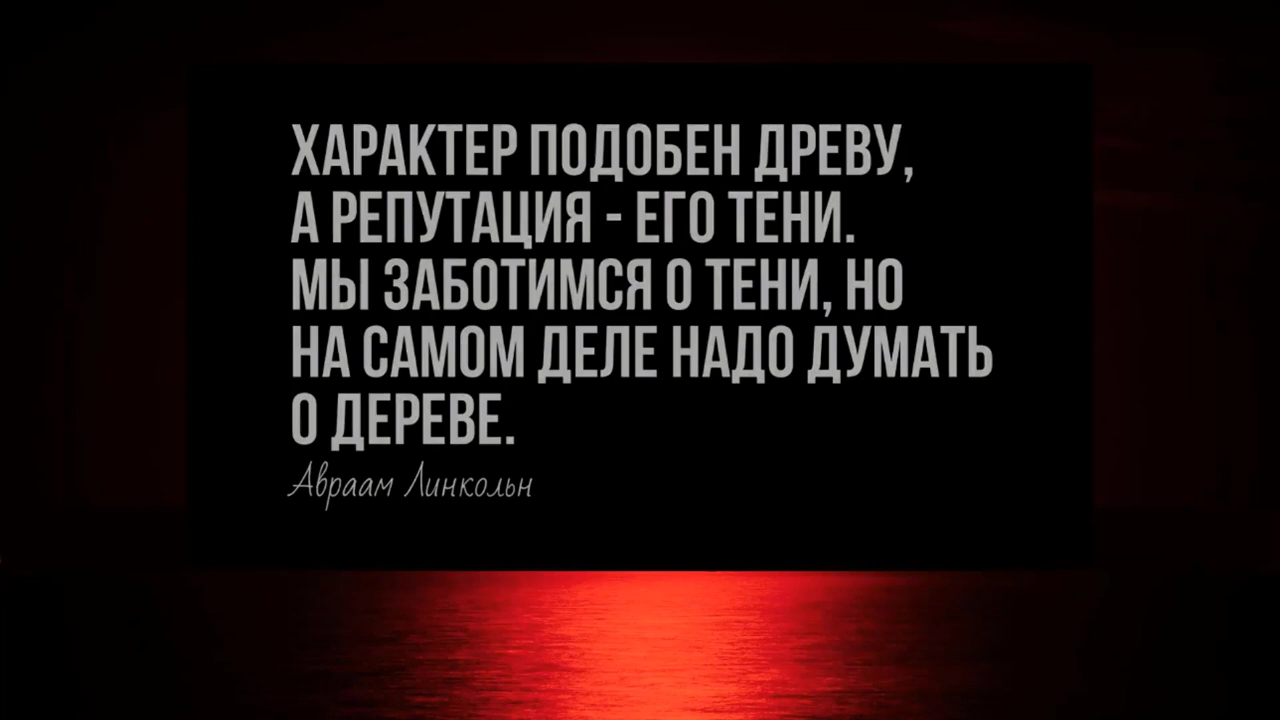 ХАРАКТЕР ПОДОБЕН ДРЕВУ,
А РЕПУТАЦИЯ - ЕГО ТЕНИ.
МЫ ЗАБОТИМСЯ О ТЕНИ, НО
НА САМОМ ДЕЛЕ НАДО ДУМАТЬ
О ДЕРЕВЕ.
Авраам Линкольн